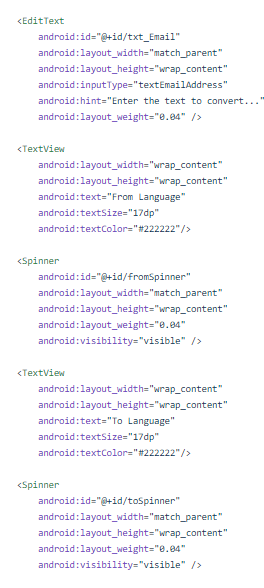 <EditText
android:id="@+id/txt_Email"
android:layout_width="match_parent"
android:layout_height="wrap_content"
android:inputType="textEmailAddress"
android:hint="Enter the text to convert..."
android:layout_weight="0.04" />
<TextView
android:layout_width="wrap_content"
android:layout_height="wrap_content"
android:text="From Language"
android:textSize="17dp"
android:textColor="#222222"/>
<Spinner
android:id="@+id/fromSpinner"
android:layout_width="match_parent"
android:layout_height="wrap_content"
android:layout_weight="0.04"
android:visibility="visible" />
<TextView
android:layout_width="wrap_content"
android:layout_height="wrap_content"
android:text="To Language"
android:textSize="17dp"
android:textColor="#222222"/>
<Spinner
android:id="@+id/toSpinner"
android:layout_width="match_parent"
android:layout_height="wrap_content"
android:layout_weight="0.04"
android:visibility="visible" />